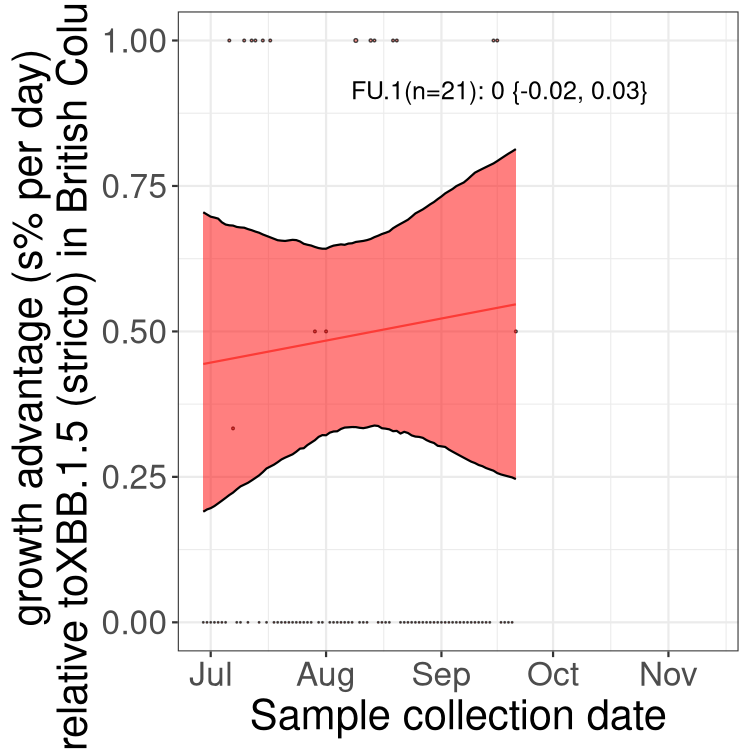 growth advantage (s% per day)
relative toXBB.1.5 (stricto) in British Colu
1.00
0.75
0.50
0.25
0.00
FU.1(n=21): 0 {-0.02, 0.03}
Jul Aug Sep Oct Nov
Sample collection date